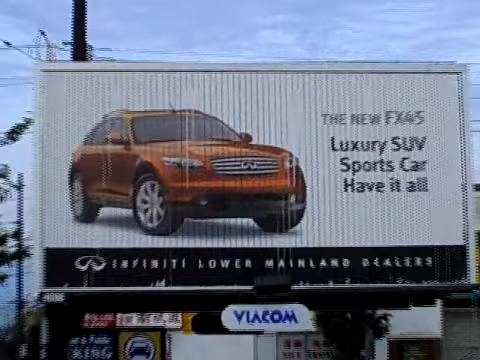 THE NEW FX45
Luxury SUV
Sports Car
Have it all
INFINITI LOWER MAINLAND DEALERS
VIACOM